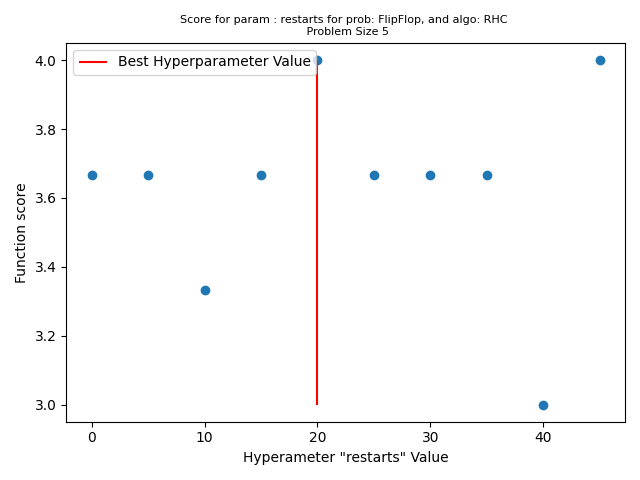 Score for param : restarts for prob: FlipFlop, and algo: RHC
Problem Size 5
Best Hyperparameter Value
Function score
4.0
3.8
3.6
3.4
3.2
3.0
0
10
20
30
40
Hyperameter "restarts" Value